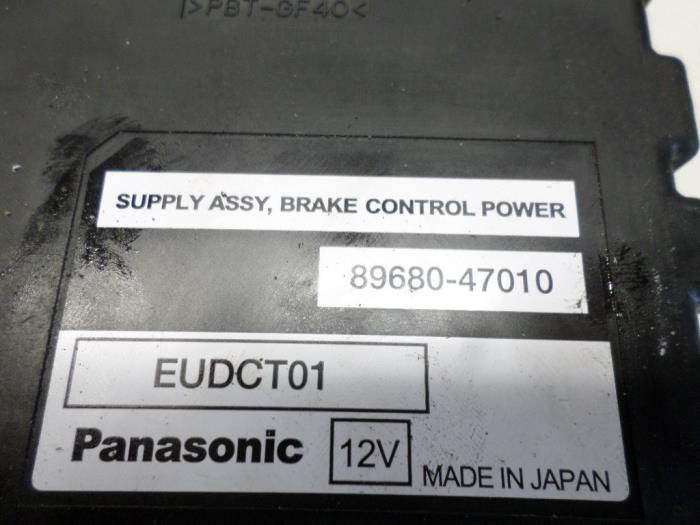 >PBT-GF40<
SUPPLY ASSY, BRAKE CONTROL POWER
89680-47010
EUDCT01
Panasonic 12V MADE IN JAPAN